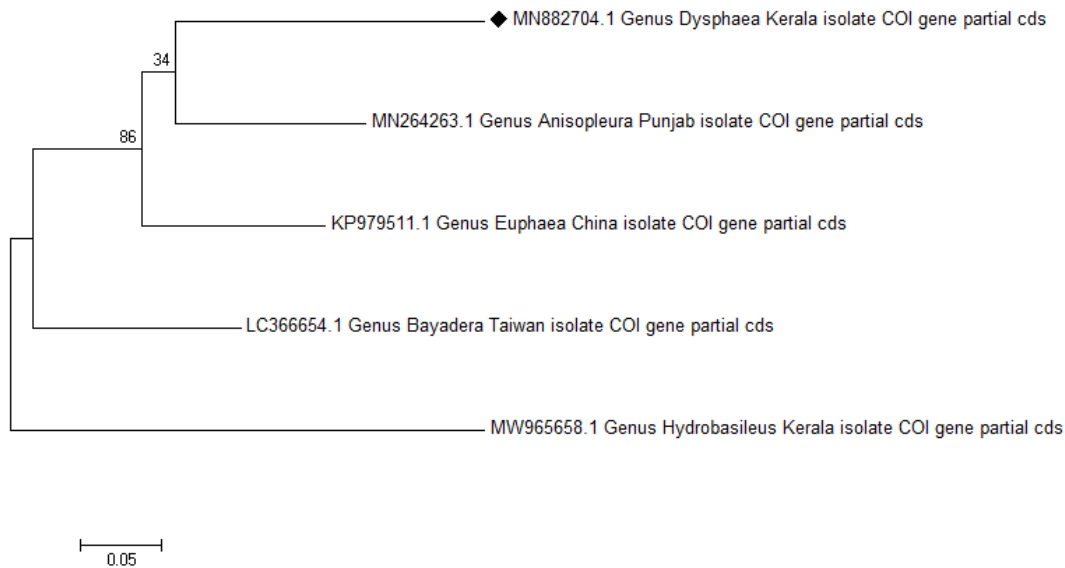 MN882704.1 Genus Dysphaea Kerala isolate COI gene partial cds
34
MN264263.1 Genus Anisopleura Punjab isolate COI gene partial cds
86
KP979511.1 Genus Euphaea China isolate COI gene partial cds
LC366654.1 Genus Bayadera Taiwan isolate COI gene partial cds
MW965658.1 Genus Hydrobasileus Kerala isolate COI gene partial cds
0.05